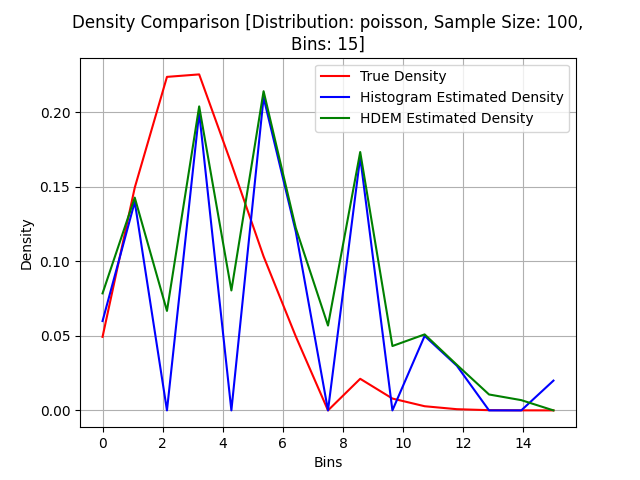 Density Comparison [Distribution: poisson, Sample Size: 100,
Bins: 15]
True Density
Histogram Estimated Density
HDEM Estimated Density
Density
0.20
0.15
0.10
0.05
0.00
0 2 4 6 8 10 12 14
Bins